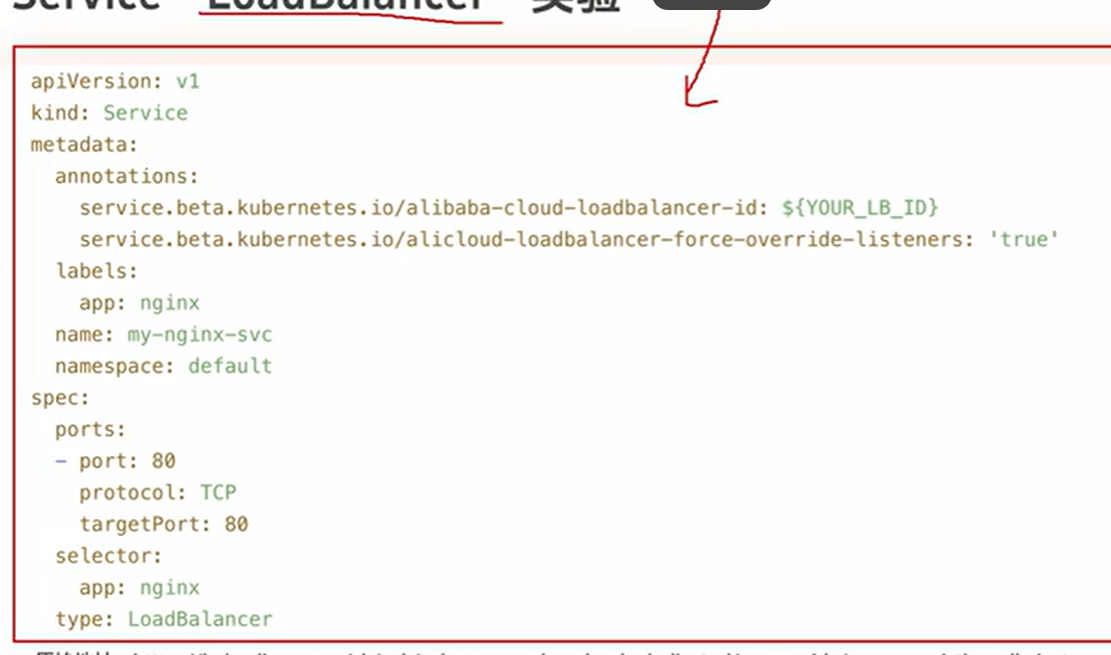 Service LoadBalancer 实验
apiVersion: v1
kind: Service
metadata:
annotations:
service.beta.kubernetes.io/alibaba-cloud-loadbalancer-id: ${YOUR_LB_ID}
service.beta.kubernetes.io/alicloud-loadbalancer-force-override-listeners: 'true'
labels:
app: nginx
name: my-nginx-svc
namespace: default
spec:
ports:
- port: 80
protocol: TCP
targetPort: 80
selector:
app: nginx
type: LoadBalancer